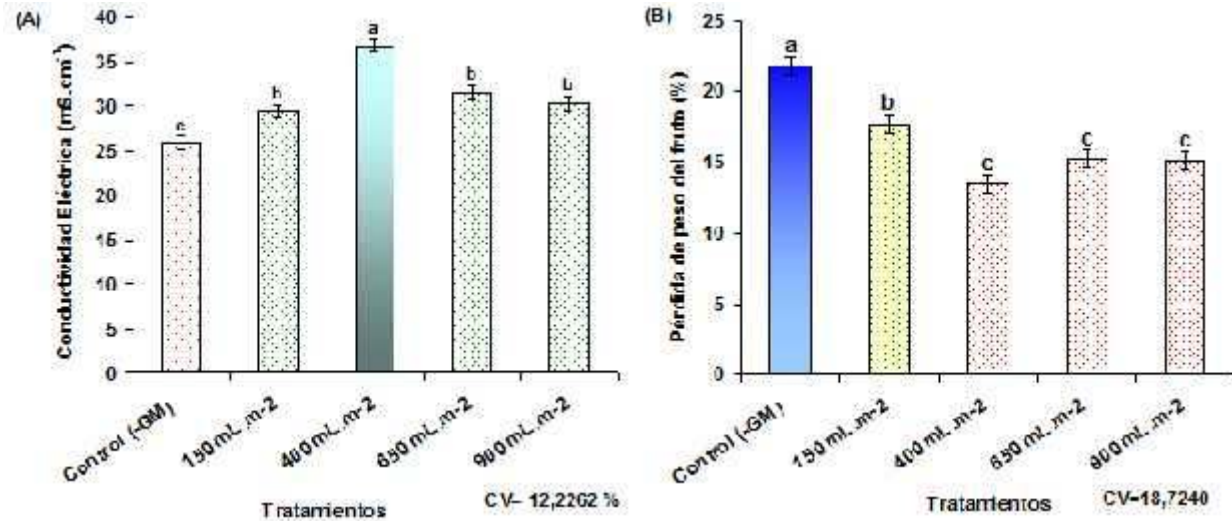 (A)
Conductividad Eléctrica (mS.cm-1)
40
35
30
25
20
15
10
5
0
c
b
a
b
b
Control (-GM)
150 mL .m-2
400 mL .m-2
650 mL .m-2
900 mL .m-2
Tratamientos
CV= 12,2262 %
(B)
Pérdida de peso del fruto (%)
25
20
15
10
5
0
a
b
c
c
c
Control (-GM)
150 mL .m-2
400 mL .m-2
650 mL .m-2
900 mL .m-2
Tratamientos
CV=18,7240